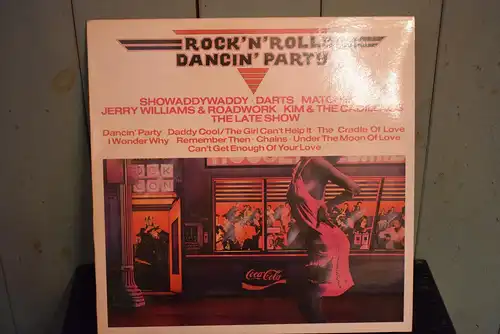 ROCK'N'ROLL
DANCIN' PARTY
SHOWADDYWADDY DARTS
JERRY WILLIAMS & ROADWORK KIM & THE CADILLACS
THE LATE SHOW
Dancin' Party · Daddy Cool/The Girl Can't Help It · The Cradle Of Love
I Wonder Why · Remember Then · Chains · Under The Moon Of Love
Can't Get Enough Of Your Love
Coca-Cola